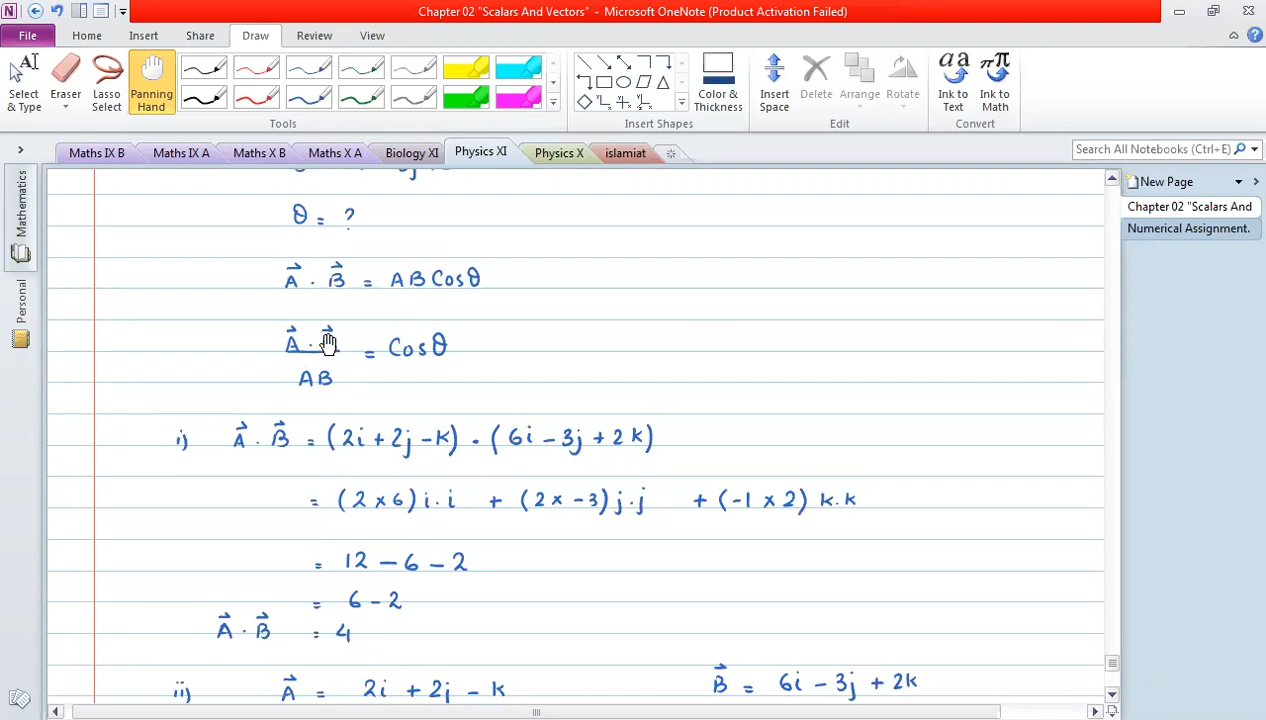 Chapter 02 "Scalars And Vectors" - Microsoft OneNote (Product Activation Failed)
File Home Insert Share Draw Review View
Select & Type Eraser Lasso Select Panning Hand Color & Thickness Insert Space Delete Arrange Rotate Ink to Text Ink to Math
Tools Insert Shapes Edit Convert
Maths IX B Maths IX A Maths X B Maths X A Biology XI Physics XI Physics X islamiat Search All Notebooks (Ctrl+E)
New Page
Chapter 02 "Scalars And
Numerical Assignment.
Mathematics
Personal
θ = ?
A⃗ . B⃗ = AB Cosθ
A⃗ . = Cosθ
AB
i) A⃗ . B⃗ = (2i + 2j - k) . (6i - 3j + 2k)
= (2 x 6) i.i + (2 x -3) j.j + (-1 x 2) k.k
= 12 - 6 - 2
= 6 - 2
A⃗ . B⃗ = 4
ii) A⃗ = 2i + 2j - k B⃗ = 6i - 3j + 2k